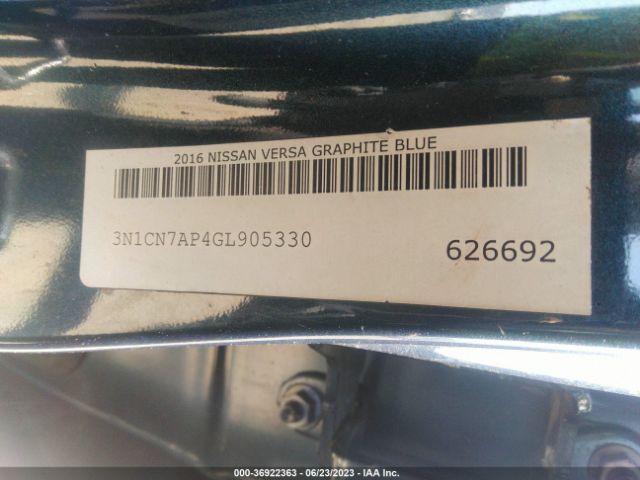 2016 NISSAN VERSA GRAPHITE BLUE
3N1CN7AP4GL905330
626692
000-36922363 - 06/23/2023 - IAA Inc.